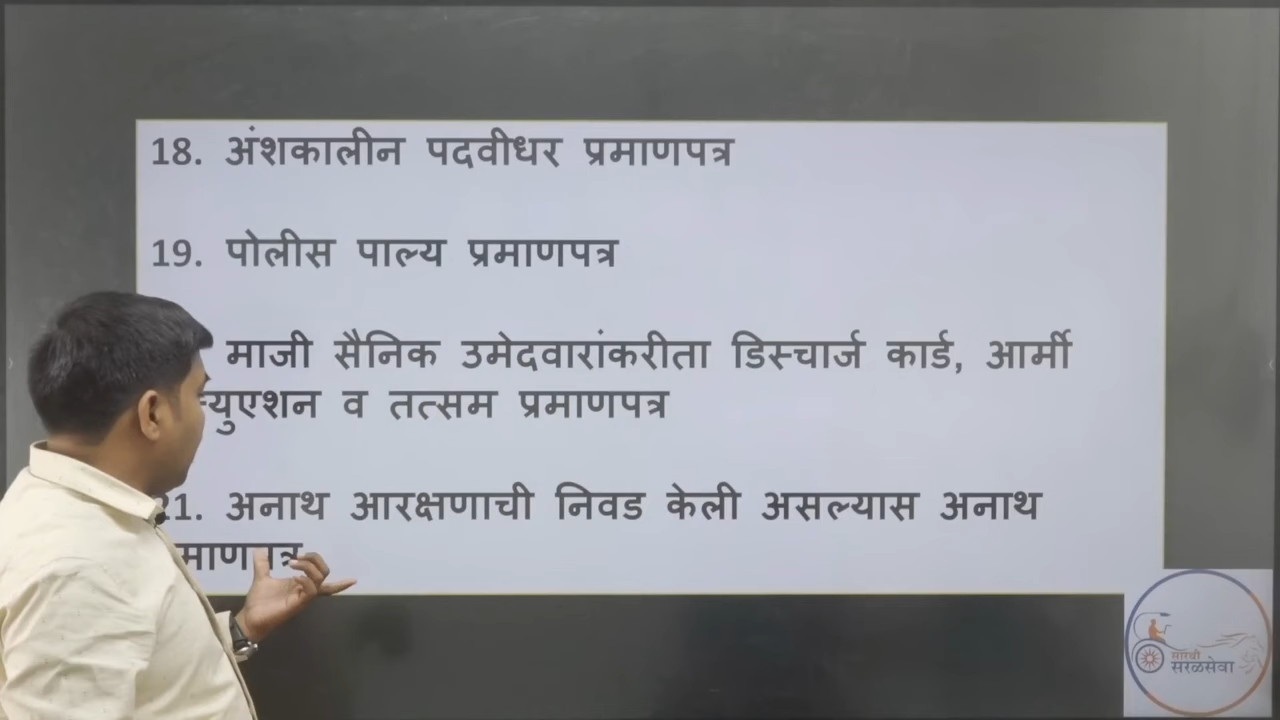 18. अंशकालीन पदवीधर प्रमाणपत्र
19. पोलीस पाल्य प्रमाणपत्र
माजी सैनिक उमेदवारांकरीता डिस्चार्ज कार्ड, आर्मी
व तत्सम प्रमाणपत्र
21. अनाथ आरक्षणाची निवड केली असल्यास अनाथ
सारथी
सरळसेवा